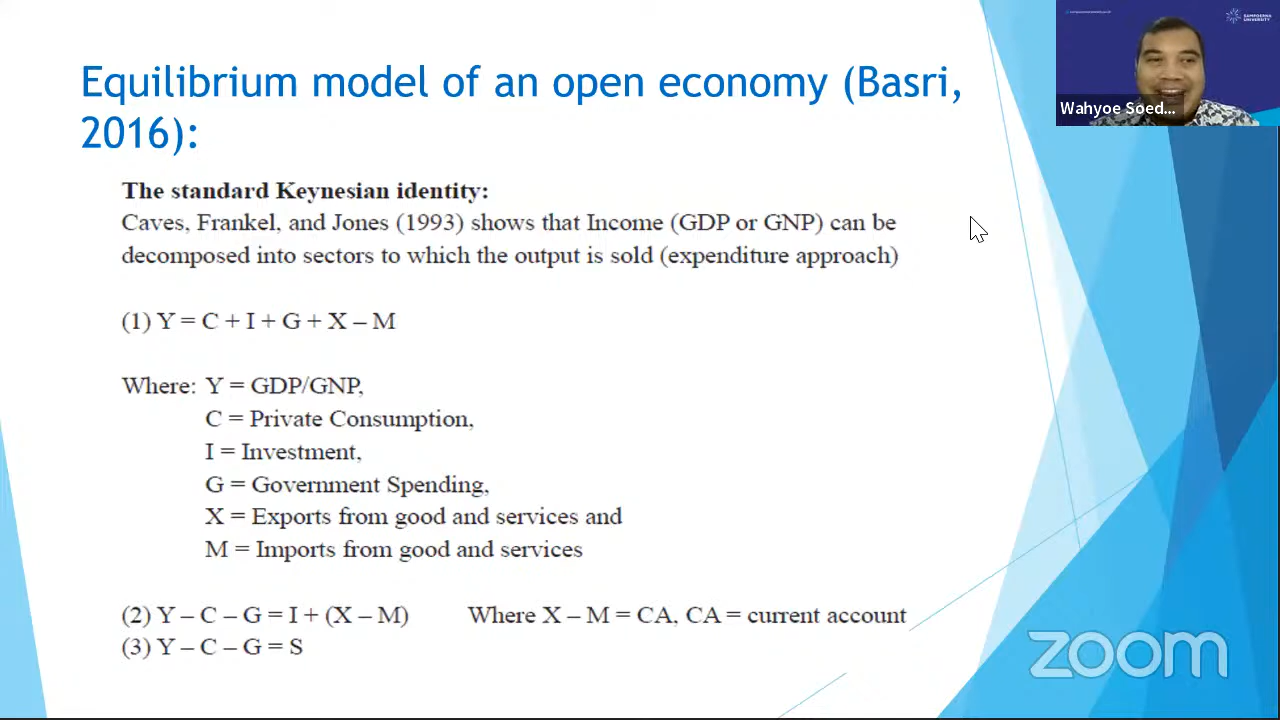 Equilibrium model of an open economy (Basri,
2016):
SAMPOERNA
UNIVERSITY
Wahyoe Soed...
The standard Keynesian identity:
Caves, Frankel, and Jones (1993) shows that Income (GDP or GNP) can be
decomposed into sectors to which the output is sold (expenditure approach)
(1) Y = C + I + G + X – M
Where: Y = GDP/GNP,
C = Private Consumption,
I = Investment,
G = Government Spending,
X = Exports from good and services and
M = Imports from good and services
(2) Y – C – G = I + (X – M) Where X – M = CA, CA = current account
(3) Y – C – G = S
zoom